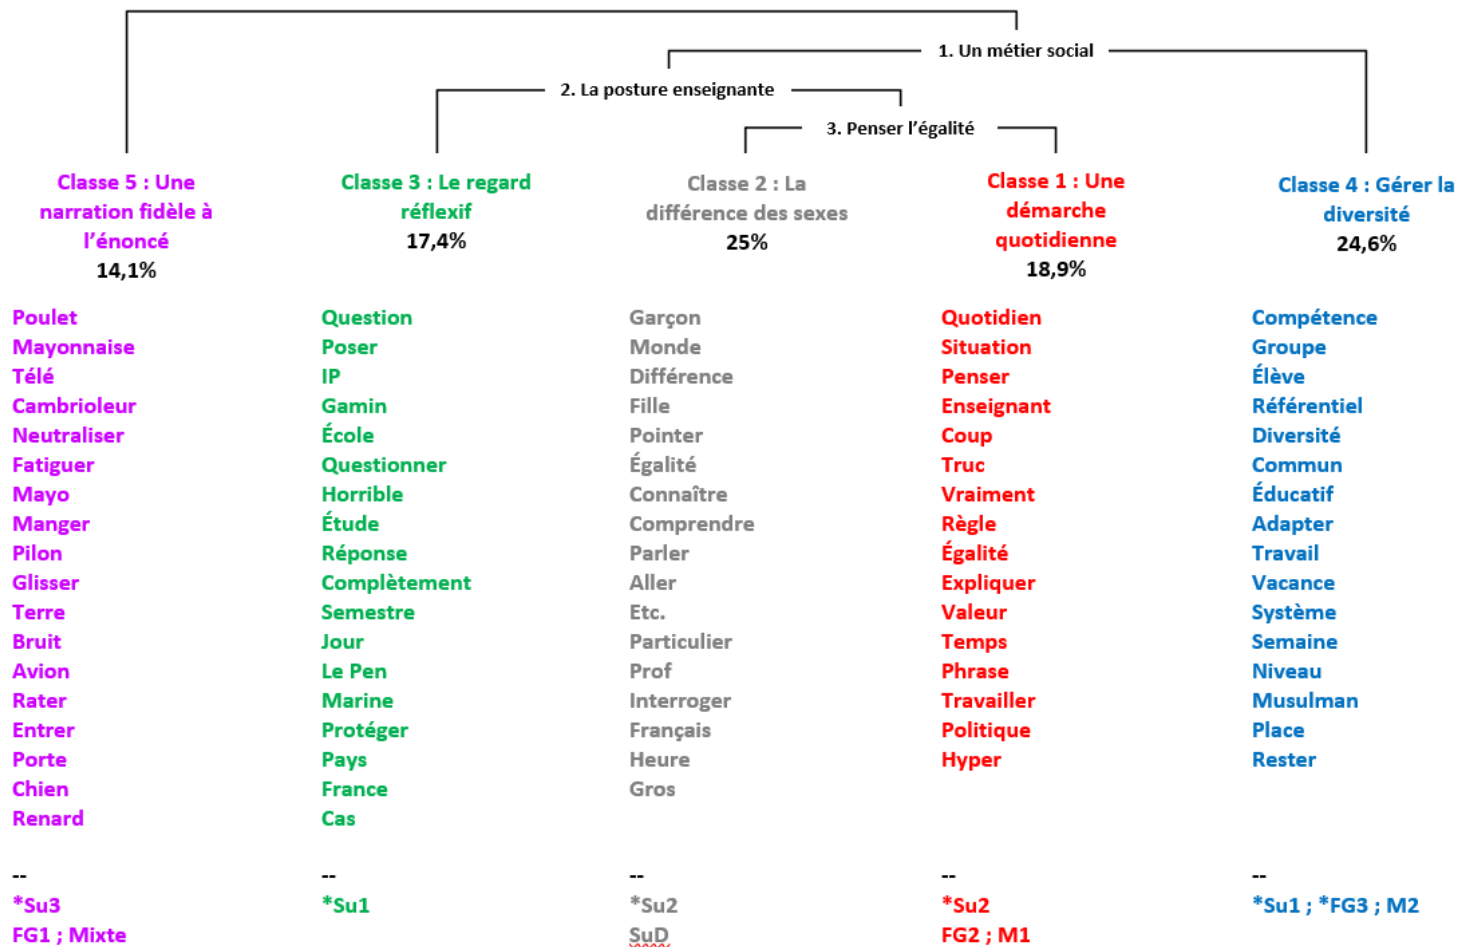 1. Un métier social
2. La posture enseignante
3. Penser l’égalité
Classe 5 : Une
narration fidèle à
l’énoncé
14,1%
Poulet
Mayonnaise
Télé
Cambrioleur
Neutraliser
Fatiguer
Mayo
Manger
Pilon
Glisser
Terre
Bruit
Avion
Rater
Entrer
Porte
Chien
Renard
--
*Su3
FG1 ; Mixte
Classe 3 : Le regard
réflexif
17,4%
Question
Poser
IP
Gamin
École
Questionner
Horrible
Étude
Réponse
Complètement
Semestre
Jour
Le Pen
Marine
Protéger
Pays
France
Cas
--
*Su1
Classe 2 : La
différence des sexes
25%
Garçon
Monde
Différence
Fille
Pointer
Égalité
Connaître
Comprendre
Parler
Aller
Etc.
Particulier
Prof
Interroger
Français
Heure
Gros
--
*Su2
SuD
Classe 1 : Une
démarche
quotidienne
18,9%
Quotidien
Situation
Penser
Enseignant
Coup
Truc
Vraiment
Règle
Égalité
Expliquer
Valeur
Temps
Phrase
Travailler
Politique
Hyper
--
*Su2
FG2 ; M1
Classe 4 : Gérer la
diversité
24,6%
Compétence
Groupe
Élève
Référentiel
Diversité
Commun
Éducatif
Adapter
Travail
Vacance
Système
Semaine
Niveau
Musulman
Place
Rester
--
*Su1 ; *FG3 ; M2